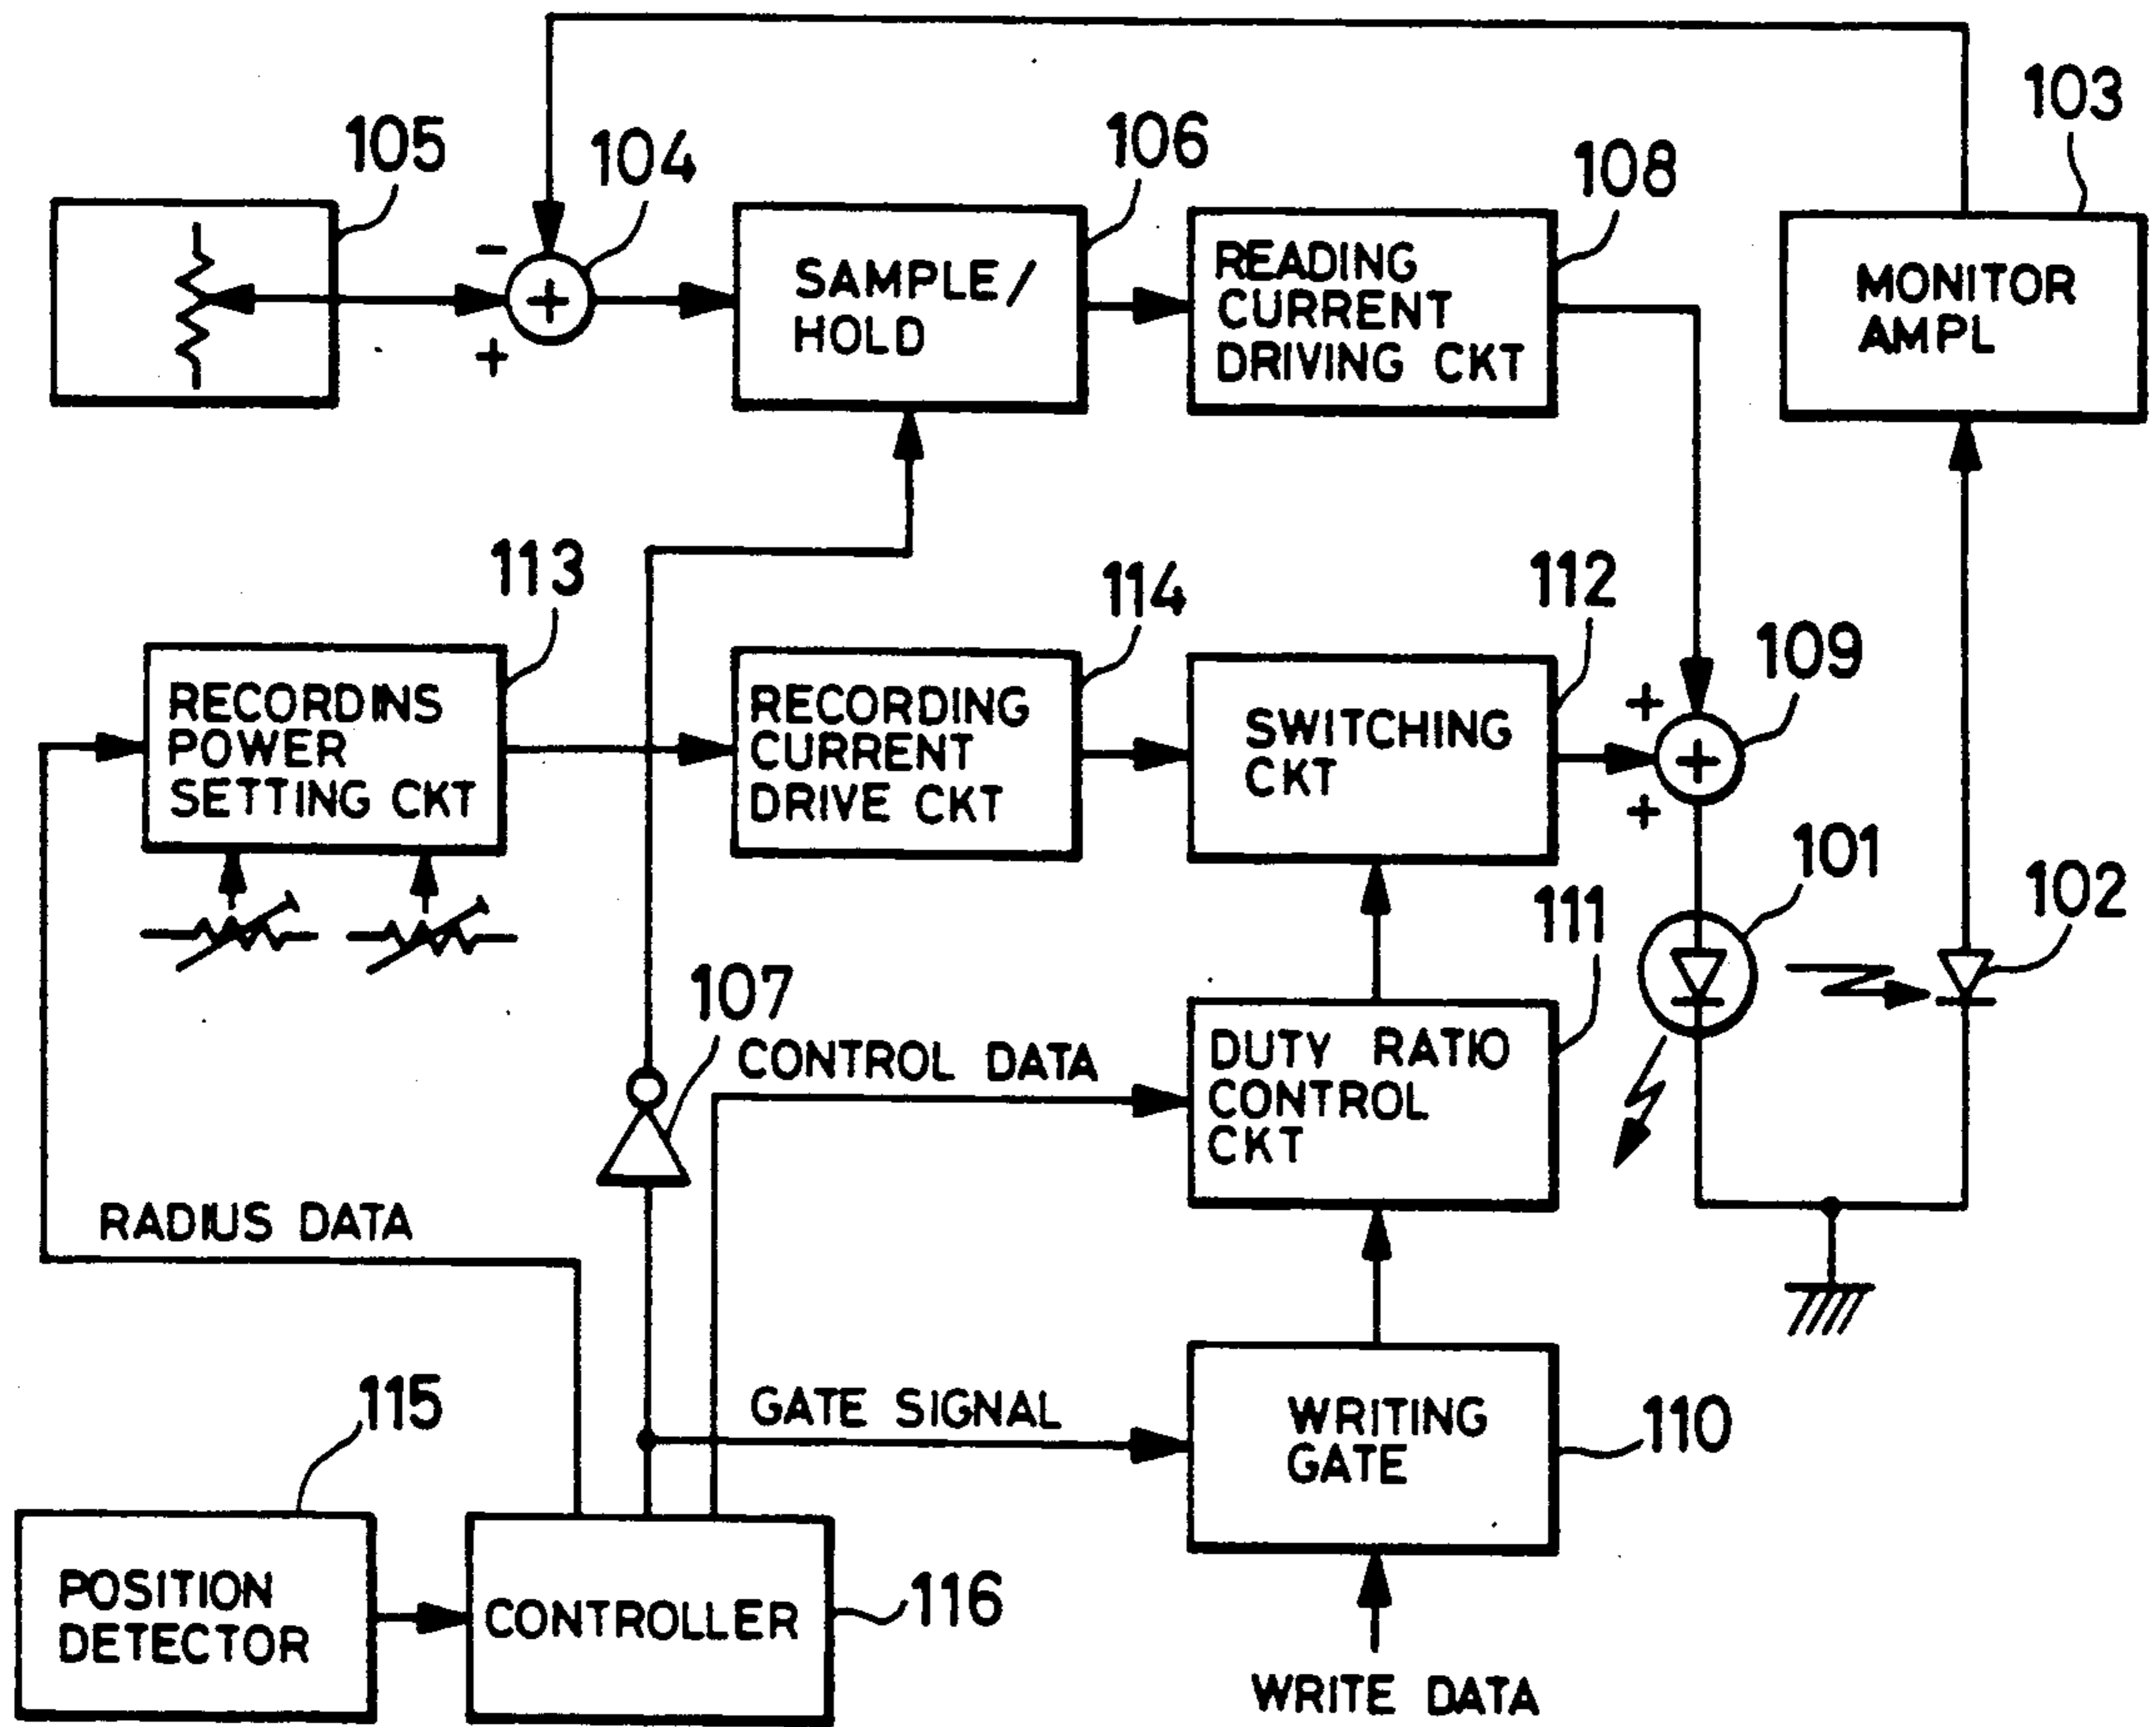 103
105
104
106
108
-
+
SAMPLE/
HOLD
READING
CURRENT
DRIVING CKT
MONITOR
AMPL
+
113
114
112
109
RECORDINS
POWER
SETTING CKT
RECORDING
CURRENT
DRIVE CKT
SWITCHING
CKT
+
+
+
101
102
111
107
CONTROL DATA
DUTY RATIO
CONTROL
CKT
RADIUS DATA
115
GATE SIGNAL
WRITING
GATE
110
POSITION
DETECTOR
CONTROLLER
116
WRITE DATA